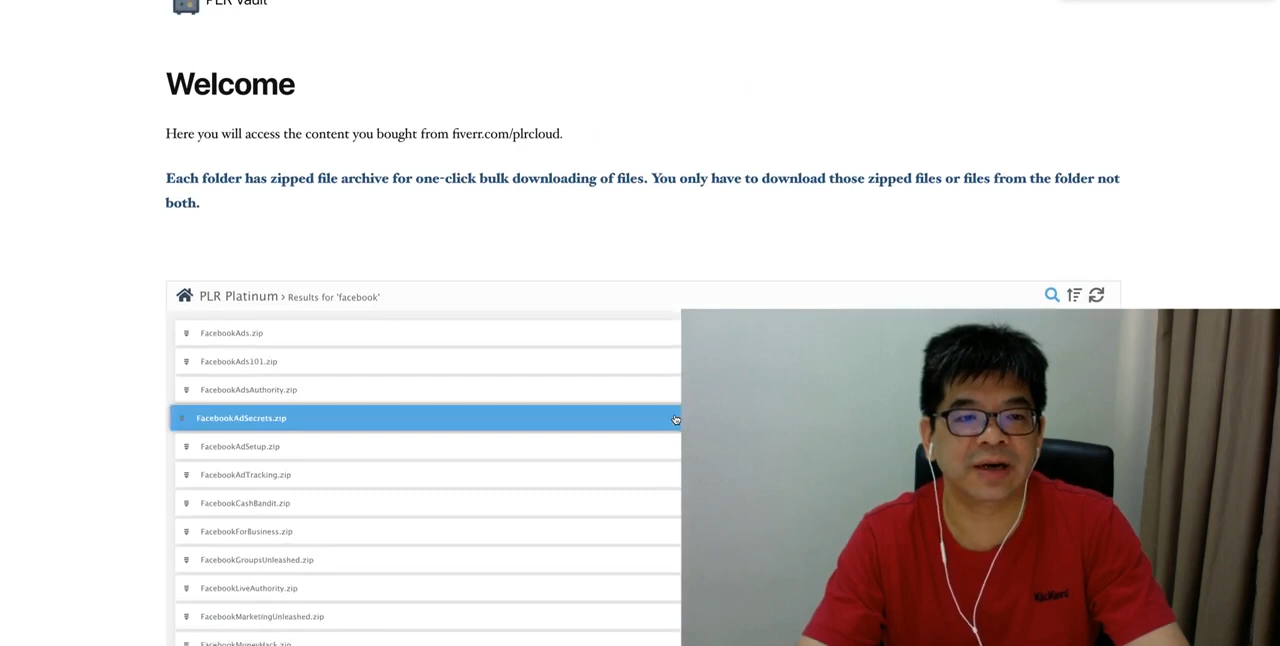 PLR Vault
Welcome
Here you will access the content you bought from fiverr.com/plrcloud.
Each folder has zipped file archive for one-click bulk downloading of files. You only have to download those zipped files or files from the folder not
both.
PLR Platinum › Results for 'facebook'
FacebookAds.zip
FacebookAds101.zip
FacebookAdsAuthority.zip
FacebookAdSecrets.zip
FacebookAdSetup.zip
FacebookAdTracking.zip
FacebookCashBandit.zip
FacebookForBusiness.zip
FacebookGroupsUnleashed.zip
FacebookLiveAuthority.zip
FacebookMarketingUnleashed.zip
FacebookMoneyHack.zip